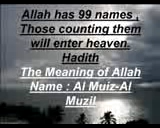 Allah has 99 names ,
Those counting them
will enter heaven.
Hadith
The Meaning of Allah
Name : Al Muiz-Al
Muzil